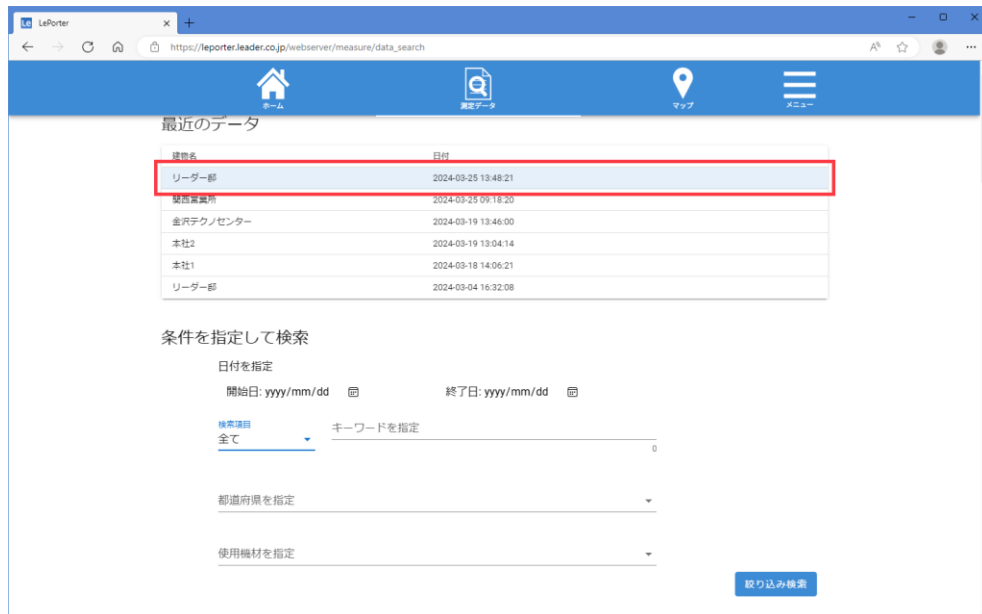 Le LePorter
https://leporter.leader.co.jp/webserver/measure/data_search
ホーム 測定データ マップ メニュー
最近のデータ
建物名 日付
リーダー邸 2024-03-25 13:48:21
関西営業所 2024-03-25 09:18:20
金沢テクノセンター 2024-03-19 13:46:00
本社2 2024-03-19 13:04:14
本社1 2024-03-18 14:06:21
リーダー邸 2024-03-04 16:32:08
条件を指定して検索
日付を指定
開始日: yyyy/mm/dd 終了日: yyyy/mm/dd
検索項目
全て キーワードを指定
0
都道府県を指定
使用機材を指定
絞り込み検索